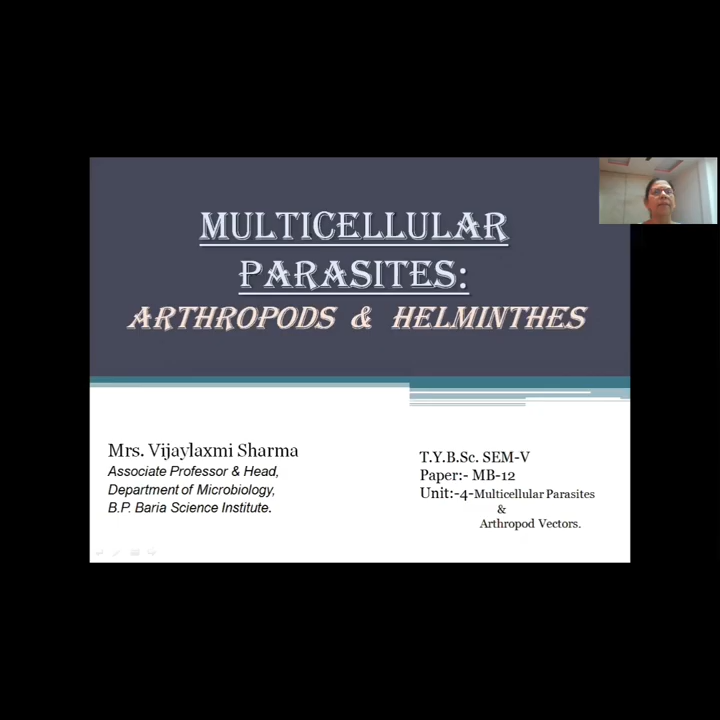 MULTICELLULAR
PARASITES:
ARTHROPODS & HELMINTHES
Mrs. Vijaylaxmi Sharma
Associate Professor & Head,
Department of Microbiology,
B.P. Baria Science Institute.
T.Y.B.Sc. SEM-V
Paper:- MB-12
Unit:-4-Multicellular Parasites
&
Arthropod Vectors.